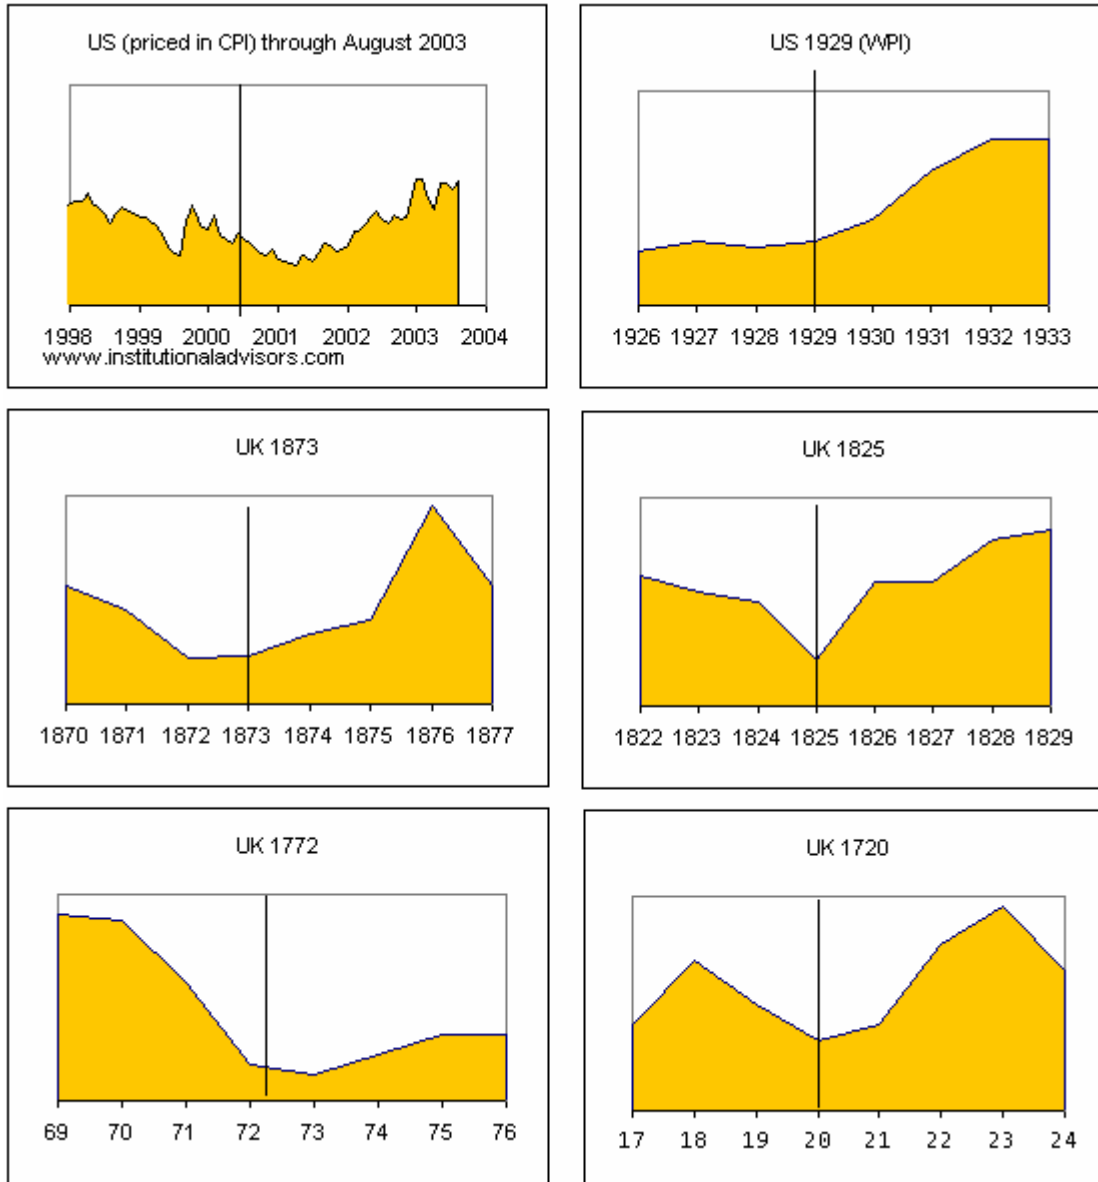 US (priced in CPI) through August 2003
1998 1999 2000 2001 2002 2003 2004
www.institutionaladvisors.com
US 1929 (WPI)
1926 1927 1928 1929 1930 1931 1932 1933
UK 1873
1870 1871 1872 1873 1874 1875 1876 1877
UK 1825
1822 1823 1824 1825 1826 1827 1828 1829
UK 1772
69 70 71 72 73 74 75 76
UK 1720
17 18 19 20 21 22 23 24